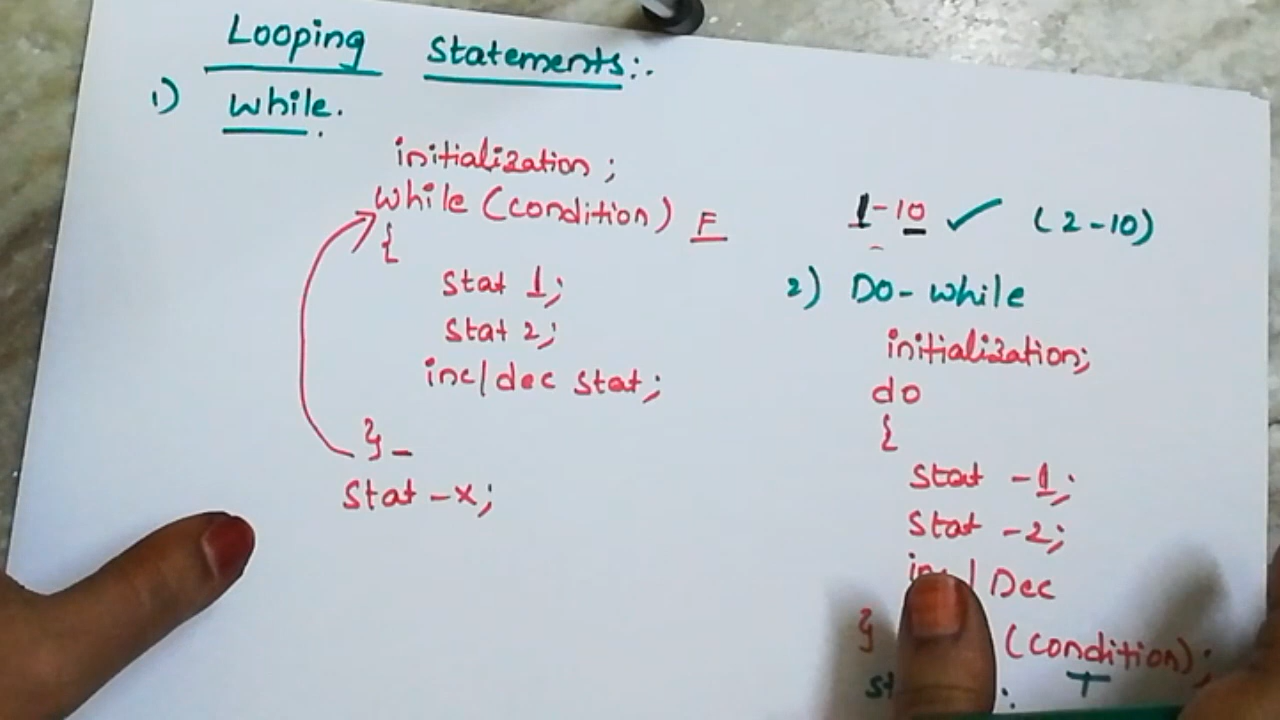 Looping Statements:.
1) While.
initialization;
While (condition) F
{
Stat 1;
Stat 2;
inc/dec stat;
}
Stat -x;
1-10 ✓ (2-10)
2) Do-while
initialization;
do
{
Stat -1;
Stat -2;
/ Dec
} (condition);
T